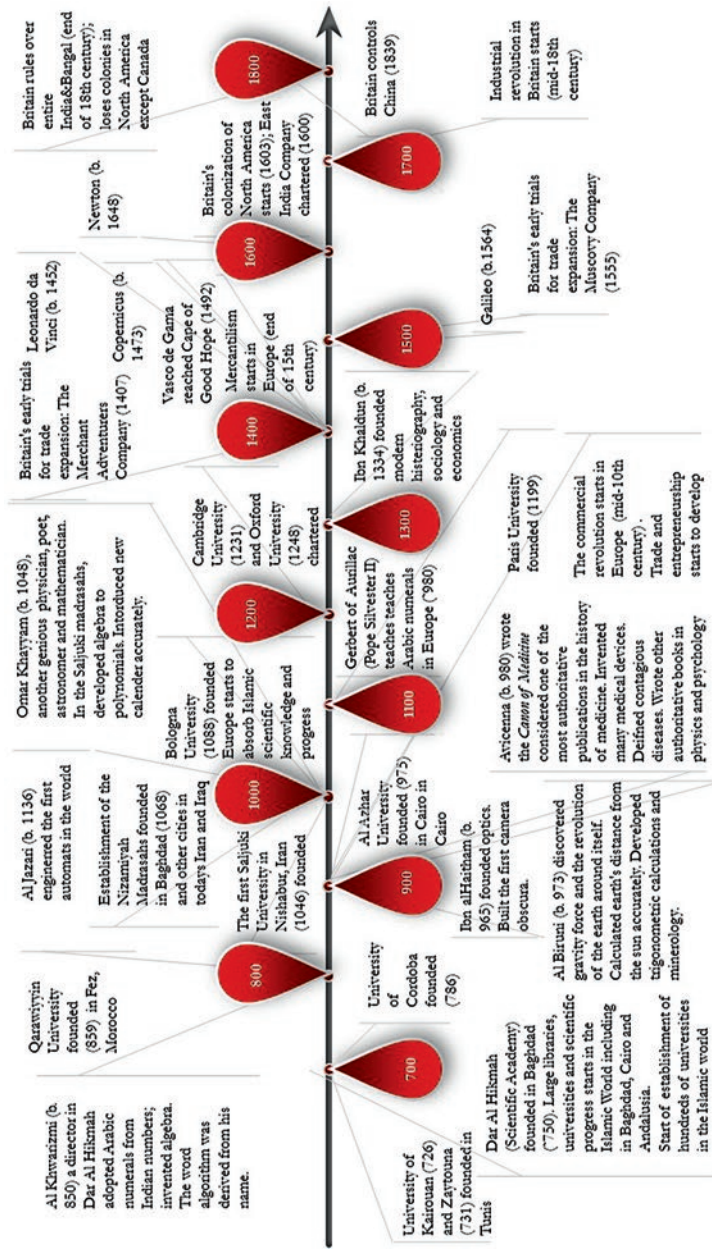 Al Khwarizmi (b.
850) a director in
Dar Al Hikmah
adopted Arabic
numerals from
Indian numbers;
invented algebra.
The word
algorithm was
derived from his
name.
Qarawiyyin
University
founded
(859) in Fez,
Morocco
Al Jazari (b. 1136)
enginered the first
automats in the world
Establishment of the
Nizamiyah
Madrasahs founded
in Baghdad (1068)
and other cities in
todays Iran and Iraq
The first Saljuki
University in
Nishabur, Iran
(1046) founded
Omar Khayyam (b. 1048),
another genious physician, poet,
astronomer and mathematician.
In the Saljuki madrasahs,
developed algebra to
polynomials. Intorduced new
calender accurately.
Bologna
University
(1088) founded
Europe starts to
absorb Islamic
scientific
knowledge and
progress
Cambridge
University
(1231)
and Oxford
University
(1248)
chartered
Britain's early trials
for trade
expansion: The
Merchant
Adventurers
Company (1407)
Leonardo da
Vinci (b. 1452)
Copernicus (b.
1473)
Vasco de Gama
reached Cape of
Good Hope (1492)
Mercantilism
starts in
Europe (end
of 15th
century)
Newton (b.
1648)
Britain's
colonization of
North America
starts (1603); East
India Company
chartered (1600)
Britain rules over
entire
India&Bangal (end
of 18th century);
loses colonies in
North America
except Canada
700
800
900
1000
1100
1200
1300
1400
1500
1600
1700
1800
University of
Kairouan (726)
and Zaytouna
(731) founded in
Tunis
Dar Al Hikmah
(Scientific Academy)
founded in Baghdad
(~750). Large libraries,
universities and scientific
progress starts in the
Islamic World including
in Baghdad, Cairo and
Andalusia.
Start of establishment of
hundreds of universities
in the Islamic world
University
of
Cordoba
founded
(786)
Al Azhar
University
founded (975)
in Cairo in
Cairo
Ibn alHaitham (b.
965) founded optics.
Built the first camera
obscura.
Al Biruni (b. 973) discovered
gravity force and the revolution
of the earth around itself.
Calculated earth's distance from
the sun accurately. Developed
trigonometric calculations and
minerology.
Gerbert of Aurillac
(Pope Silvester II)
teaches teaches
Arabic numerals
in Europe (~980)
Avicenna (b. 980) wrote
the Canon of Medicine
considered one of the
most authoritative
publications in the history
of medicine. Invented
many medical devices.
Deifned contagious
diseases. Wrote other
authoritative books in
physics and psychology
Ibn Khaldun (b.
1334) founded
modern
histeniography,
sociology and
economics
Paris University
founded (1199)
The commercial
revolution starts in
Europe (mid-10th
century).
Trade and
entrepreneurship
starts to develop
Galileo (b.1564)
Britain's early trials
for trade
expansion: The
Muscovy Company
(1555)
Britain controls
China (1839)
Industrial
revolution in
Britain starts
(mid-18th
century)